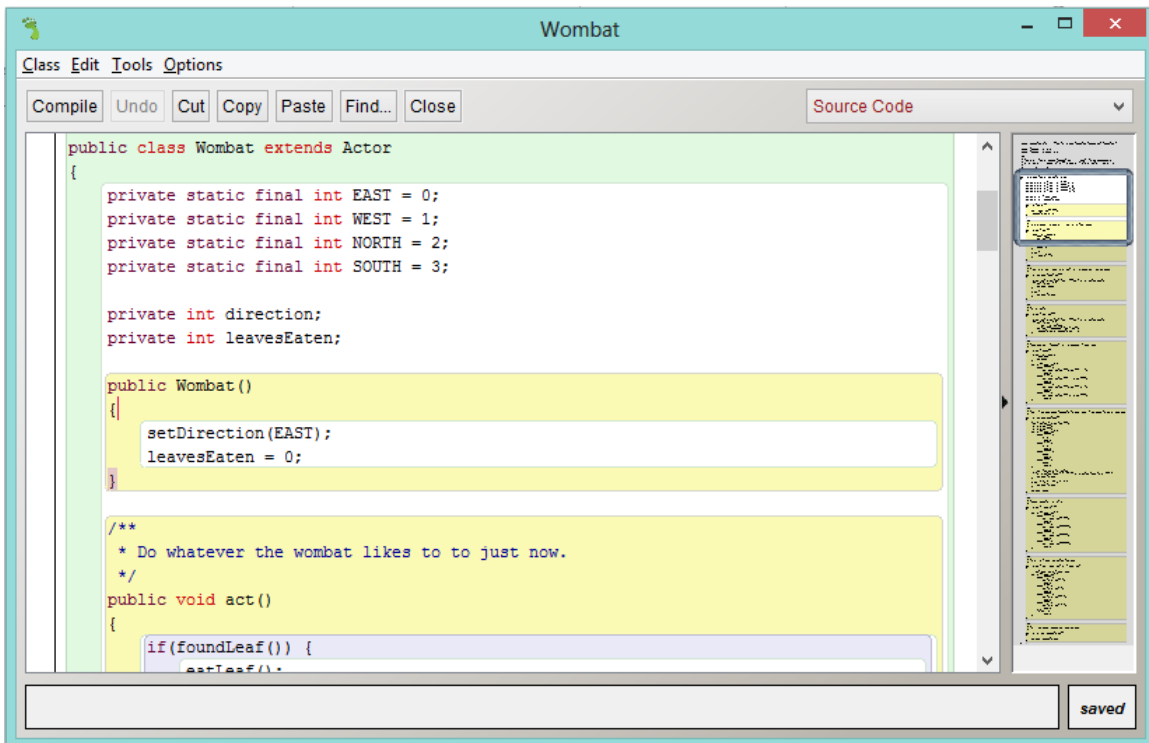 Wombat
Class Edit Tools Options
Compile Undo Cut Copy Paste Find... Close Source Code
public class Wombat extends Actor
{
private static final int EAST = 0;
private static final int WEST = 1;
private static final int NORTH = 2;
private static final int SOUTH = 3;
private int direction;
private int leavesEaten;
public Wombat()
{
setDirection(EAST);
leavesEaten = 0;
}
/**
* Do whatever the wombat likes to to just now.
*/
public void act()
{
if(foundLeaf()) {
eatLeaf();
saved